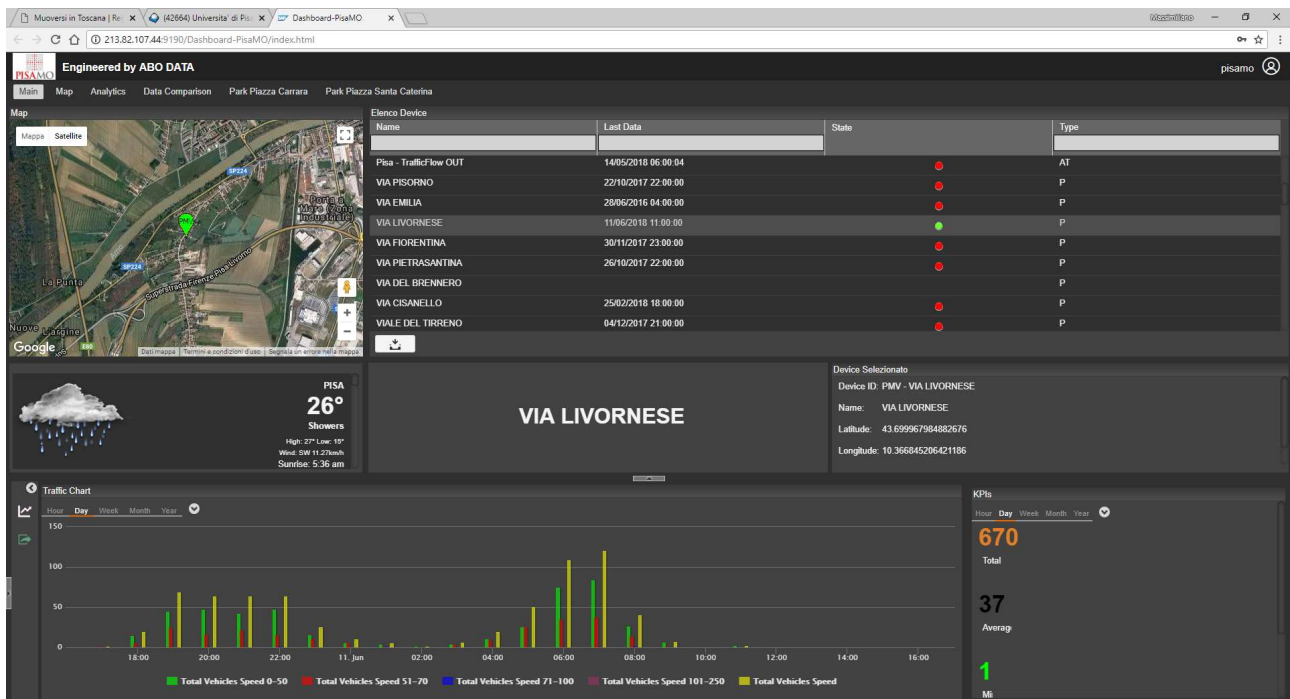 Muoversi in Toscana | Re
(42664) Universita' di Pis
Dashboard-PisaMO
Massimiliano
213.82.107.44:9190/Dashboard-PisaMO/index.html
PISAMO
Engineered by ABO DATA
pisamo
Main Map Analytics Data Comparison Park Piazza Carrara Park Piazza Santa Caterina
Map
Mappa Satellite
SP224
Porta a
Mare (Zona
Industriale)
PMV
SP224
La Punta
Superstrada Firenze-Pisa-Livorno
Nuove
L'argine
E80
Google
Dati mappa Termini e condizioni d'uso Segnala un errore nella mappa
Elenco Device
Name Last Data State Type
Pisa - TrafficFlow OUT 14/05/2018 06:00:04 AT
VIA PISORNO 22/10/2017 22:00:00 P
VIA EMILIA 28/06/2016 04:00:00 P
VIA LIVORNESE 11/06/2018 11:00:00 P
VIA FIORENTINA 30/11/2017 23:00:00 P
VIA PIETRASANTINA 26/10/2017 22:00:00 P
VIA DEL BRENNERO P
VIA CISANELLO 25/02/2018 18:00:00 P
VIALE DEL TIRRENO 04/12/2017 21:00:00 P
PISA
26°
Showers
High: 27° Low: 15°
Wind: SW 11.27km/h
Sunrise: 5:36 am
VIA LIVORNESE
Device Selezionato
Device ID: PMV - VIA LIVORNESE
Name: VIA LIVORNESE
Latitude: 43.699967984882676
Longitude: 10.366845206421186
Traffic Chart
Hour Day Week Month Year
150
100
50
0
18:00 20:00 22:00 11. Jun 02:00 04:00 06:00 08:00 10:00 12:00 14:00 16:00
Total Vehicles Speed 0-50 Total Vehicles Speed 51-70 Total Vehicles Speed 71-100 Total Vehicles Speed 101-250 Total Vehicles Speed
KPIs
Hour Day Week Month Year
670
Total
37
Averag
1
Mi